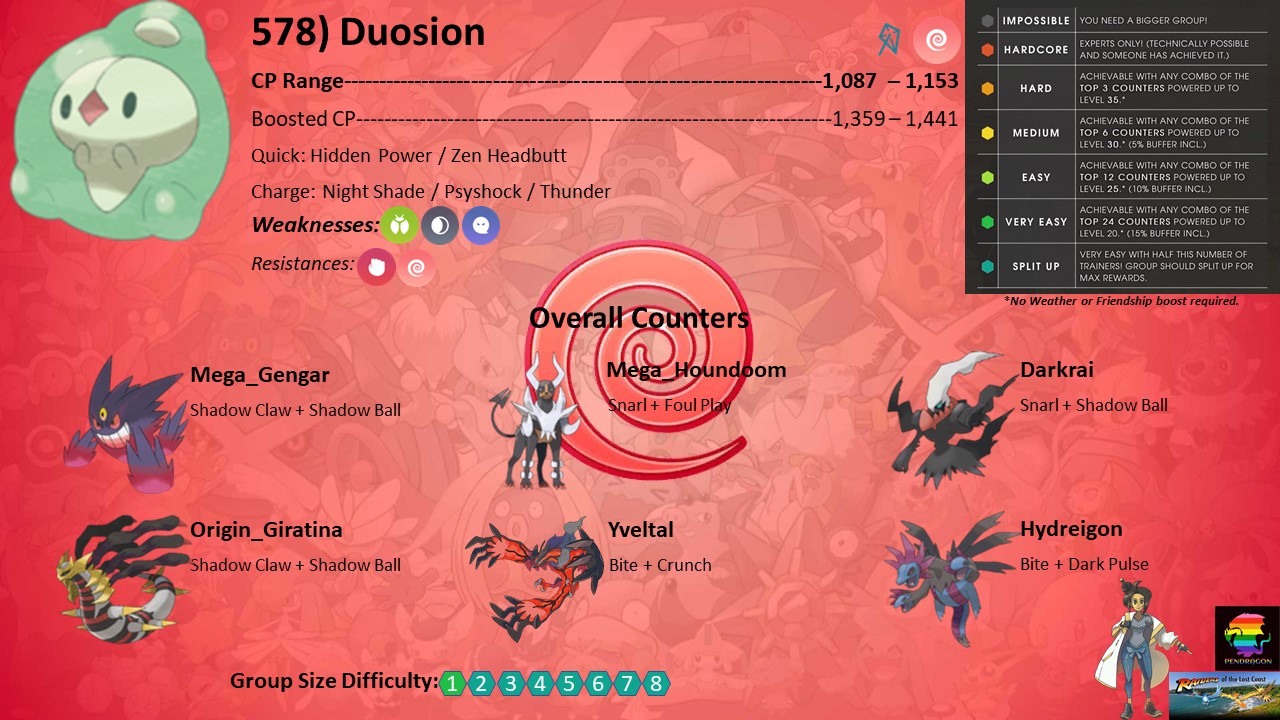 578) Duosion
CP Range--------------------------------------------------------------------1,087 – 1,153
Boosted CP--------------------------------------------------------------------1,359 – 1,441
Quick: Hidden Power / Zen Headbutt
Charge: Night Shade / Psyshock / Thunder
Weaknesses:
Resistances:
IMPOSSIBLE YOU NEED A BIGGER GROUP!
HARDCORE EXPERTS ONLY! (TECHNICALLY POSSIBLE
AND SOMEONE HAS ACHIEVED IT.)
HARD ACHIEVABLE WITH ANY COMBO OF THE
TOP 3 COUNTERS POWERED UP TO
LEVEL 35.*
MEDIUM ACHIEVABLE WITH ANY COMBO OF THE
TOP 6 COUNTERS POWERED UP TO
LEVEL 30.* (5% BUFFER INCL.)
EASY ACHIEVABLE WITH ANY COMBO OF THE
TOP 12 COUNTERS POWERED UP TO
LEVEL 25.* (10% BUFFER INCL.)
VERY EASY ACHIEVABLE WITH ANY COMBO OF THE
TOP 24 COUNTERS POWERED UP TO
LEVEL 20.* (15% BUFFER INCL.)
SPLIT UP VERY EASY WITH HALF THIS NUMBER OF
TRAINERS! GROUP SHOULD SPLIT UP FOR
MAX REWARDS.
*No Weather or Friendship boost required.
Overall Counters
Mega_Gengar
Shadow Claw + Shadow Ball
Mega_Houndoom
Snarl + Foul Play
Darkrai
Snarl + Shadow Ball
Origin_Giratina
Shadow Claw + Shadow Ball
Yveltal
Bite + Crunch
Hydreigon
Bite + Dark Pulse
Group Size Difficulty: 1 2 3 4 5 6 7 8
PENDROGON
RAIDERS of the Lost Coast